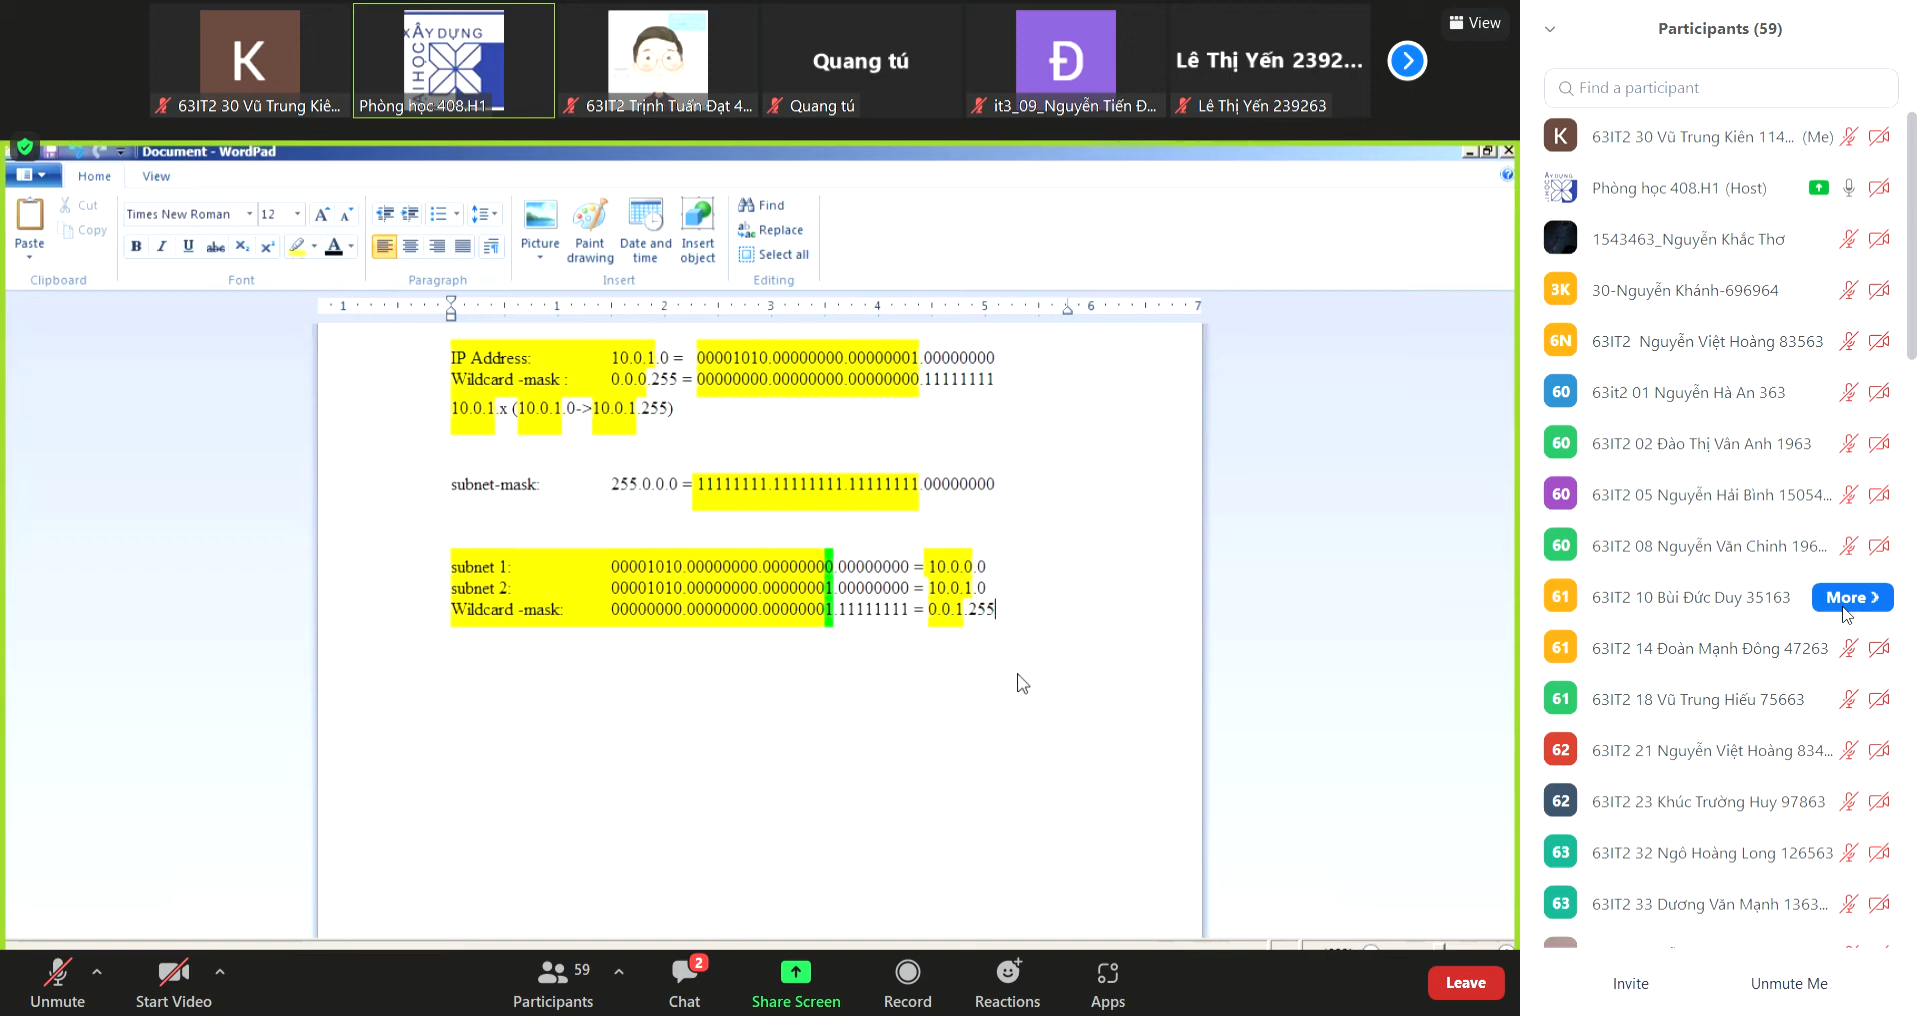 K
63IT2 30 Vũ Trung Kiê...
XÂY DỰNG
Phòng học 408.H1
63IT2 Trịnh Tuấn Đạt 4...
Quang tú
Quang tú
Đ
it3_09_Nguyễn Tiến Đ...
Lê Thị Yến 2392...
Lê Thị Yến 239263
View
Document - WordPad
Home
View
Paste
Cut
Copy
Clipboard
Times New Roman
12
Font
Paragraph
Picture
Paint drawing
Date and time
Insert object
Insert
Find
Replace
Select all
Editing
1 1 2 3 4 5 6 7
IP Address: 10.0.1.0 = 00001010.00000000.00000001.00000000
Wildcard -mask : 0.0.0.255 = 00000000.00000000.00000000.11111111
10.0.1.x (10.0.1.0->10.0.1.255)
subnet-mask: 255.0.0.0 = 11111111.11111111.11111111.00000000
subnet 1: 00001010.00000000.00000000.00000000 = 10.0.0.0
subnet 2: 00001010.00000000.00000001.00000000 = 10.0.1.0
Wildcard -mask: 00000000.00000000.00000001.11111111 = 0.0.1.255
Unmute
Start Video
59
Participants
2
Chat
Share Screen
Record
Reactions
Apps
Leave
Participants (59)
Find a participant
K 63IT2 30 Vũ Trung Kiên 114... (Me)
Phòng học 408.H1 (Host)
1543463_Nguyễn Khắc Thơ
3K 30-Nguyễn Khánh-696964
6N 63IT2 Nguyễn Việt Hoàng 83563
60 63it2 01 Nguyễn Hà An 363
60 63IT2 02 Đào Thị Vân Anh 1963
60 63IT2 05 Nguyễn Hải Bình 15054...
60 63IT2 08 Nguyễn Văn Chinh 196...
61 63IT2 10 Bùi Đức Duy 35163 More
61 63IT2 14 Đoàn Mạnh Đông 47263
61 63IT2 18 Vũ Trung Hiếu 75663
62 63IT2 21 Nguyễn Việt Hoàng 834...
62 63IT2 23 Khúc Trường Huy 97863
63 63IT2 32 Ngô Hoàng Long 126563
63 63IT2 33 Dương Văn Mạnh 1363...
Invite
Unmute Me